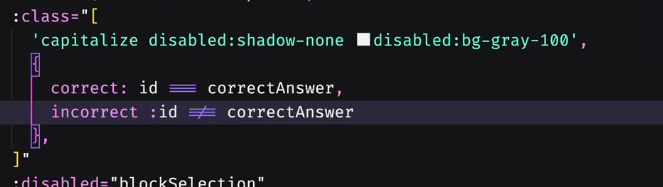 :class="[
'capitalize disabled:shadow-none disabled:bg-gray-100',
{
correct: id === correctAnswer,
incorrect :id !== correctAnswer
},
]"
:disabled="blockSelection"